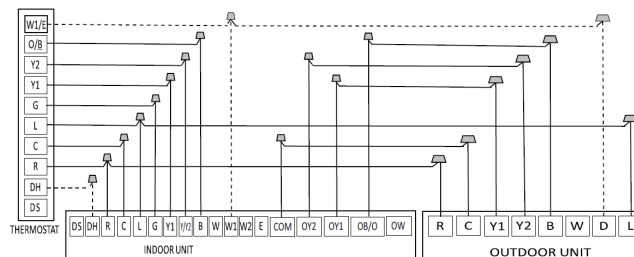 W1/E
O/B
Y2
Y1
G
L
C
R
DH
DS
THERMOSTAT
DS DH R C L G Y1 Y/Y2 B W W1 W2 E COM OY2 OY1 OB/O OW
INDOOR UNIT
R C Y1 Y2 B W D L
OUTDOOR UNIT